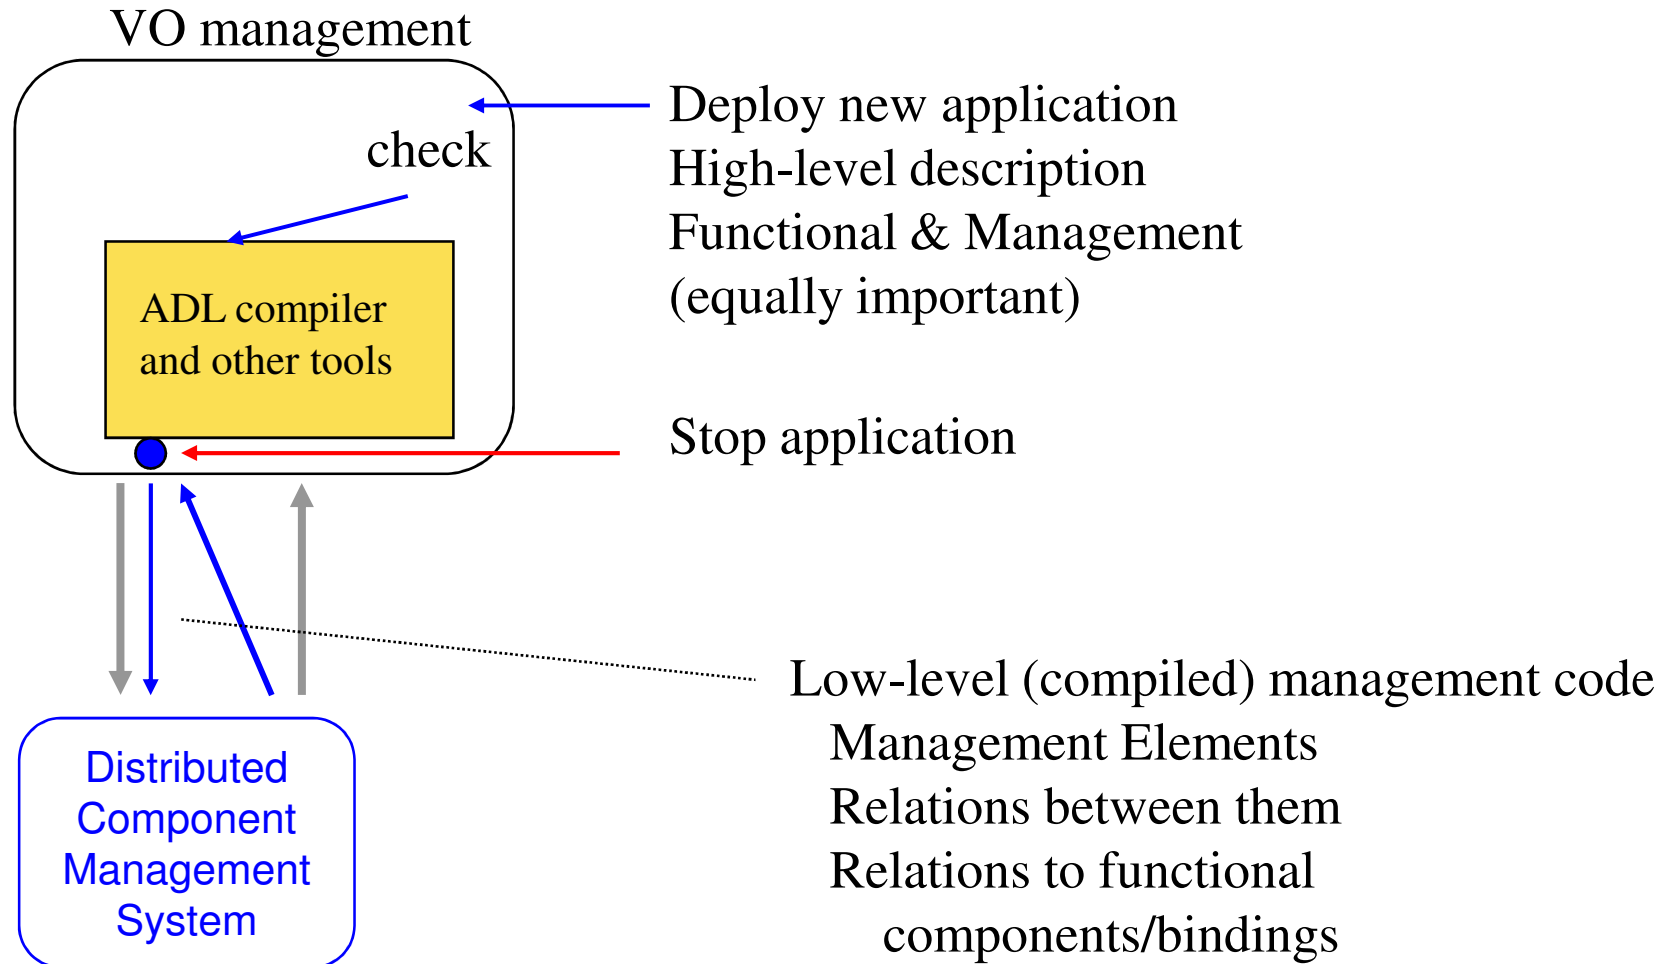 VO management
Deploy new application
check
High-level description
Functional & Management
(equally important)
ADL compiler
and other tools
Stop application
Low-level (compiled) management code
Management Elements
Relations between them
Relations to functional
components/bindings
Distributed
Component
Management
System